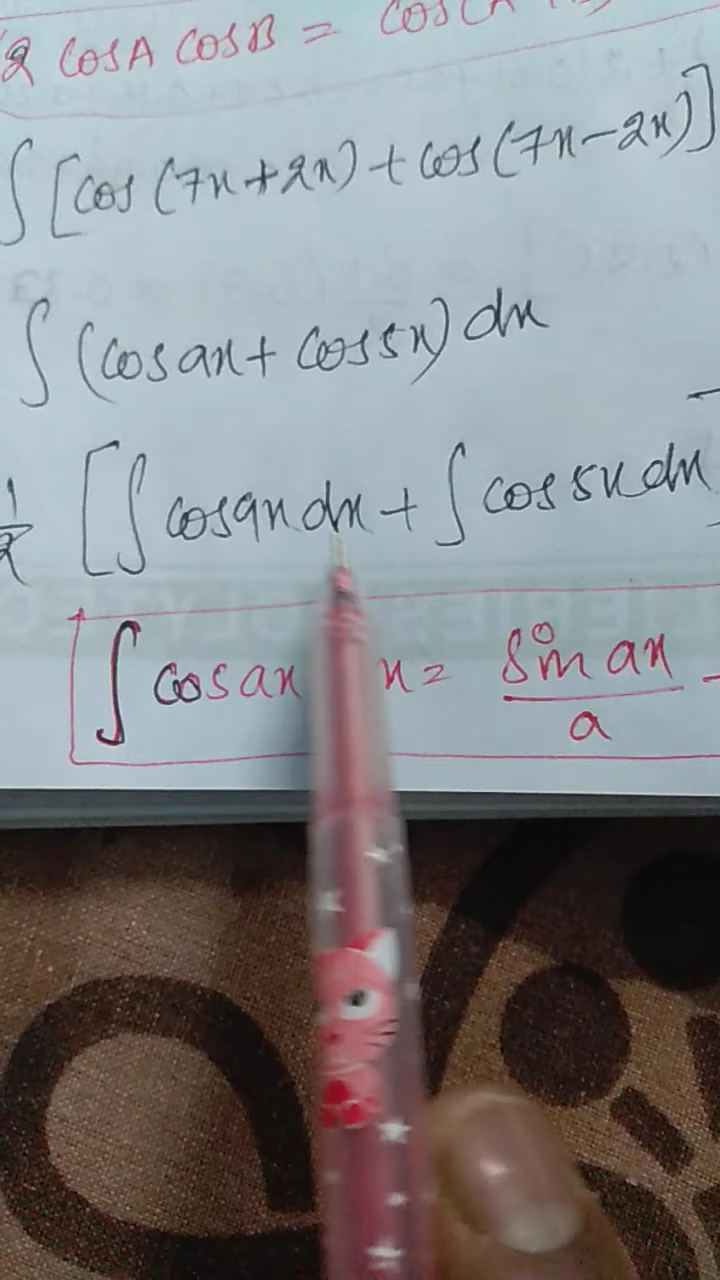 2 cosA cosB = cos(A
∫ [cos (7x+2x) + cos (7x-2x)]
∫ (cos 9x + cos 5x) dx
1/2 [∫ cos 9x dx + ∫ cos 5x dx
∫ cos ax x = sin ax / a -